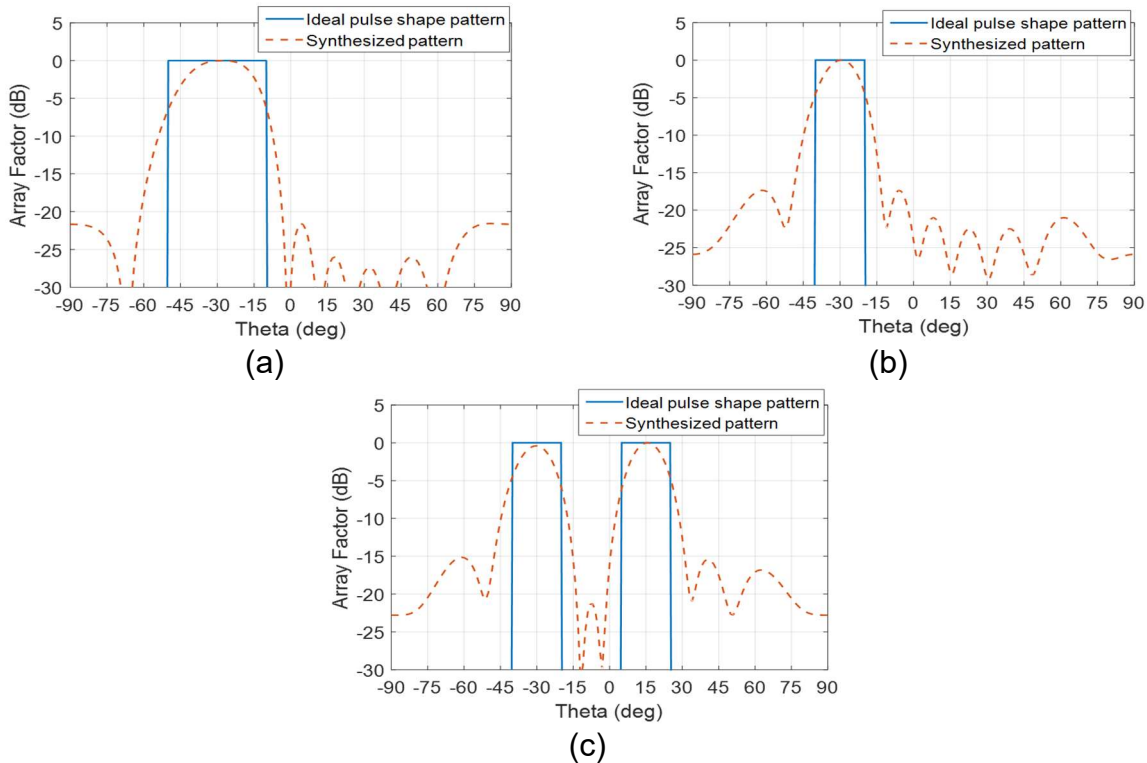 Ideal pulse shape pattern
Synthesized pattern
Array Factor (dB)
5
0
-5
-10
-15
-20
-25
-30
-90 -75 -60 -45 -30 -15 0 15 30 45 60 75 90
Theta (deg)
(a)
Ideal pulse shape pattern
Synthesized pattern
Array Factor (dB)
5
0
-5
-10
-15
-20
-25
-30
-90 -75 -60 -45 -30 -15 0 15 30 45 60 75 90
Theta (deg)
(b)
Ideal pulse shape pattern
Synthesized pattern
Array Factor (dB)
5
0
-5
-10
-15
-20
-25
-30
-90 -75 -60 -45 -30 -15 0 15 30 45 60 75 90
Theta (deg)
(c)